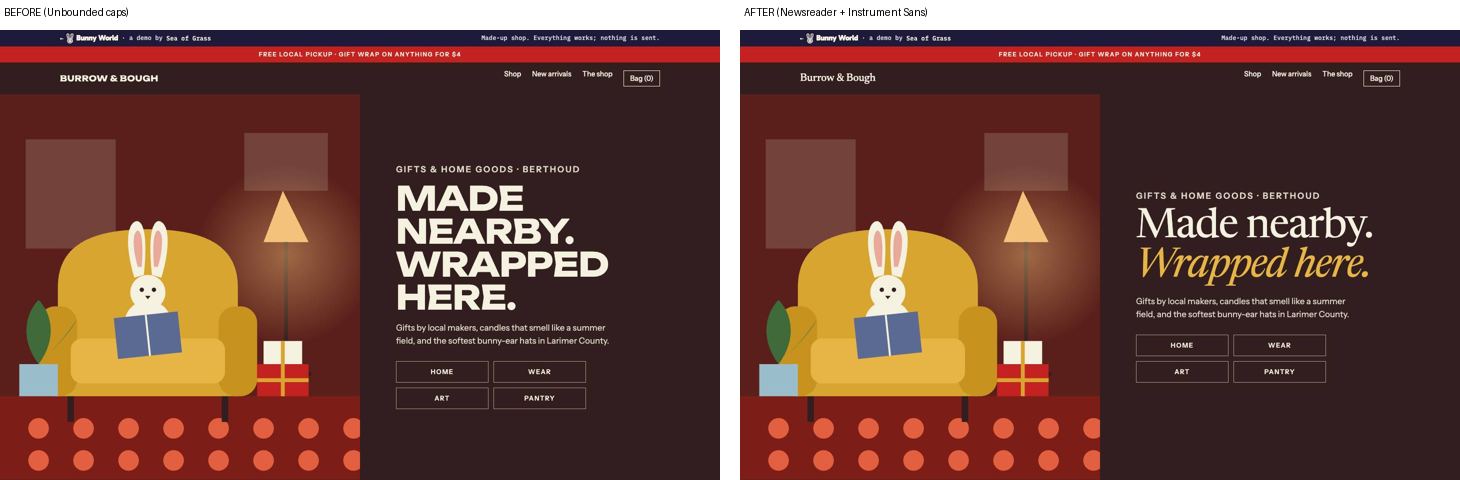 BEFORE (Unbounded caps)
← Bunny World · a demo by Sea of Grass
Made-up shop. Everything works; nothing is sent.
FREE LOCAL PICKUP · GIFT WRAP ON ANYTHING FOR $4
BURROW & BOUGH
Shop New arrivals The shop Bag (0)
GIFTS & HOME GOODS · BERTHOUD
MADE
NEARBY.
WRAPPED
HERE.
Gifts by local makers, candles that smell like a summer
field, and the softest bunny-ear hats in Larimer County.
HOME WEAR
ART PANTRY
AFTER (Newsreader + Instrument Sans)
← Bunny World · a demo by Sea of Grass
Made-up shop. Everything works; nothing is sent.
FREE LOCAL PICKUP · GIFT WRAP ON ANYTHING FOR $4
Burrow & Bough
Shop New arrivals The shop Bag (0)
GIFTS & HOME GOODS · BERTHOUD
Made nearby.
Wrapped here.
Gifts by local makers, candles that smell like a summer
field, and the softest bunny-ear hats in Larimer County.
HOME WEAR
ART PANTRY